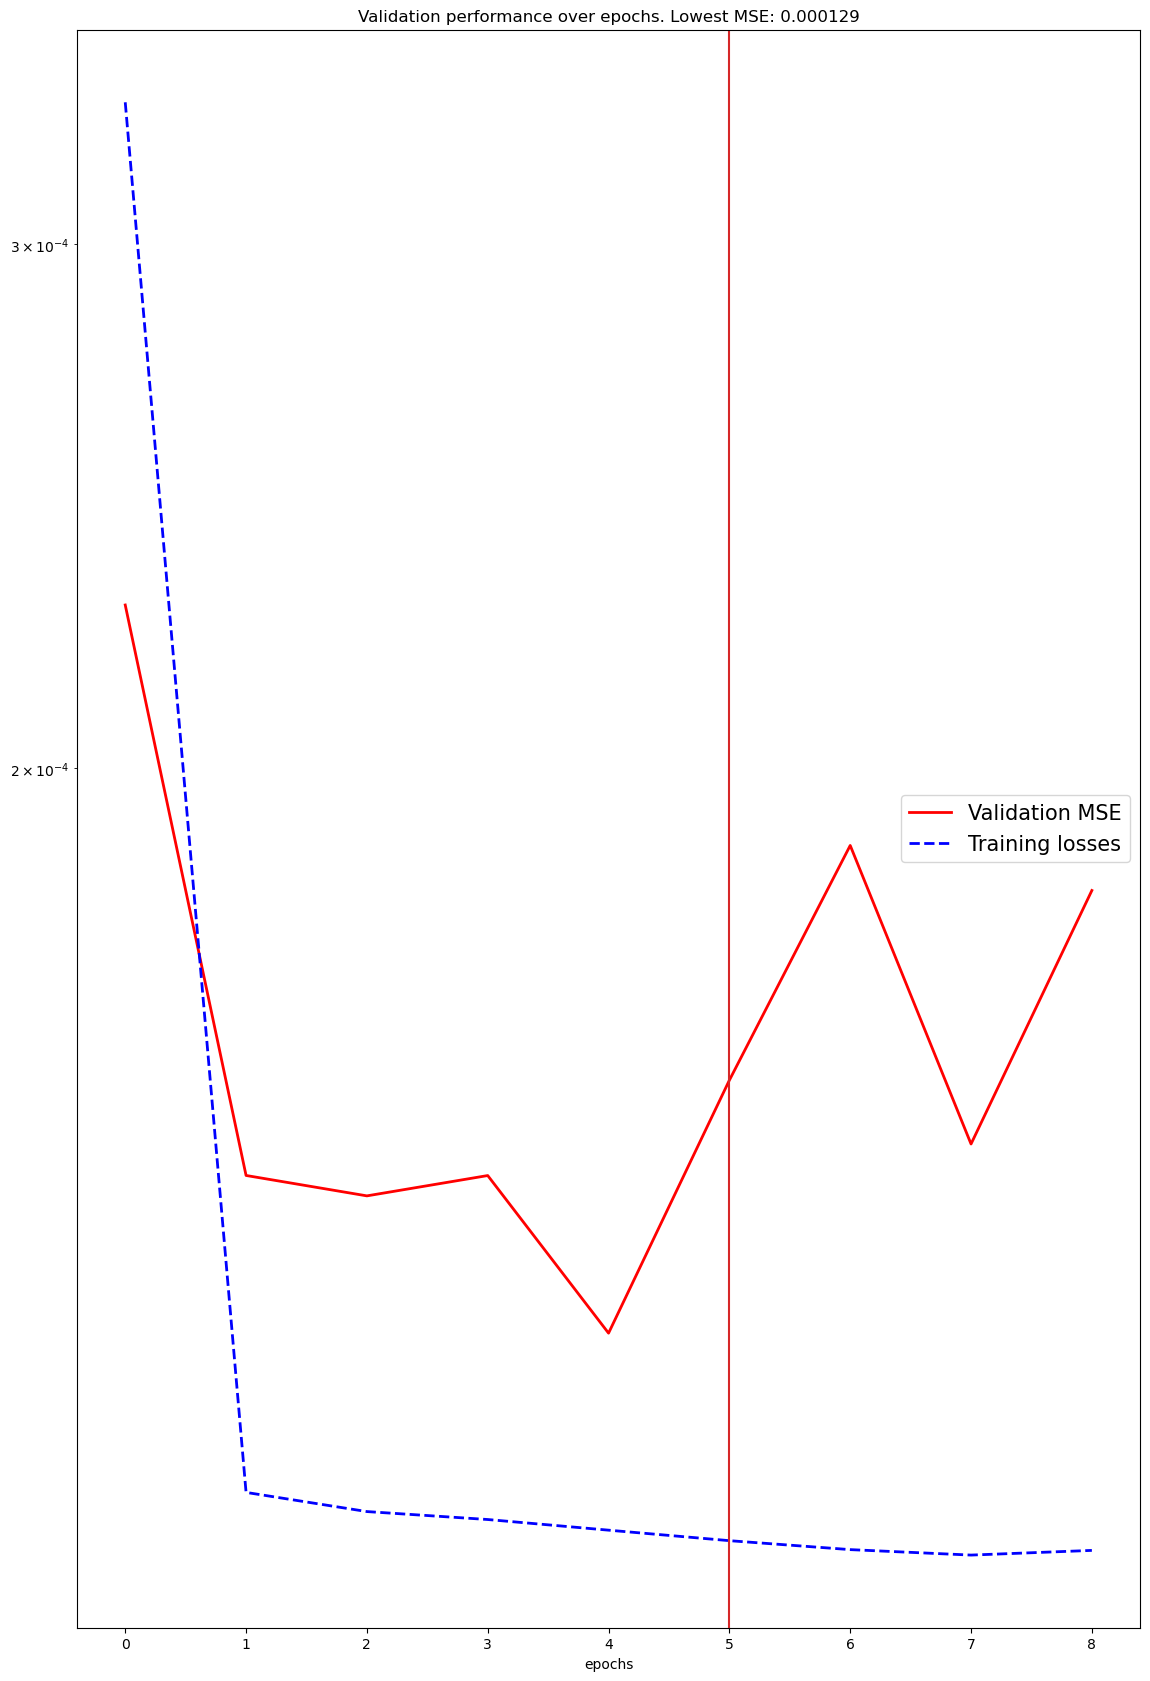 Validation performance over epochs. Lowest MSE: 0.000129
3 × 10⁻⁴
2 × 10⁻⁴
Validation MSE
Training losses
0 1 2 3 4 5 6 7 8
epochs